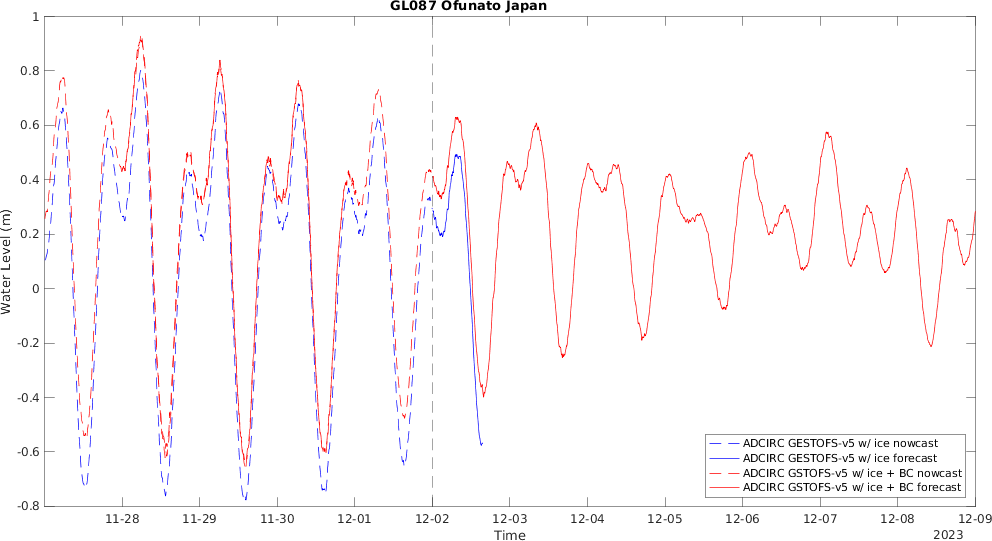 GL087 Ofunato Japan
1
0.8
0.6
0.4
0.2
0
-0.2
-0.4
-0.6
-0.8
Water Level (m)
11-28 11-29 11-30 12-01 12-02 12-03 12-04 12-05 12-06 12-07 12-08 12-09
Time
2023
ADCIRC GESTOFS-v5 w/ ice nowcast
ADCIRC GESTOFS-v5 w/ ice forecast
ADCIRC GSTOFS-v5 w/ ice + BC nowcast
ADCIRC GSTOFS-v5 w/ ice + BC forecast